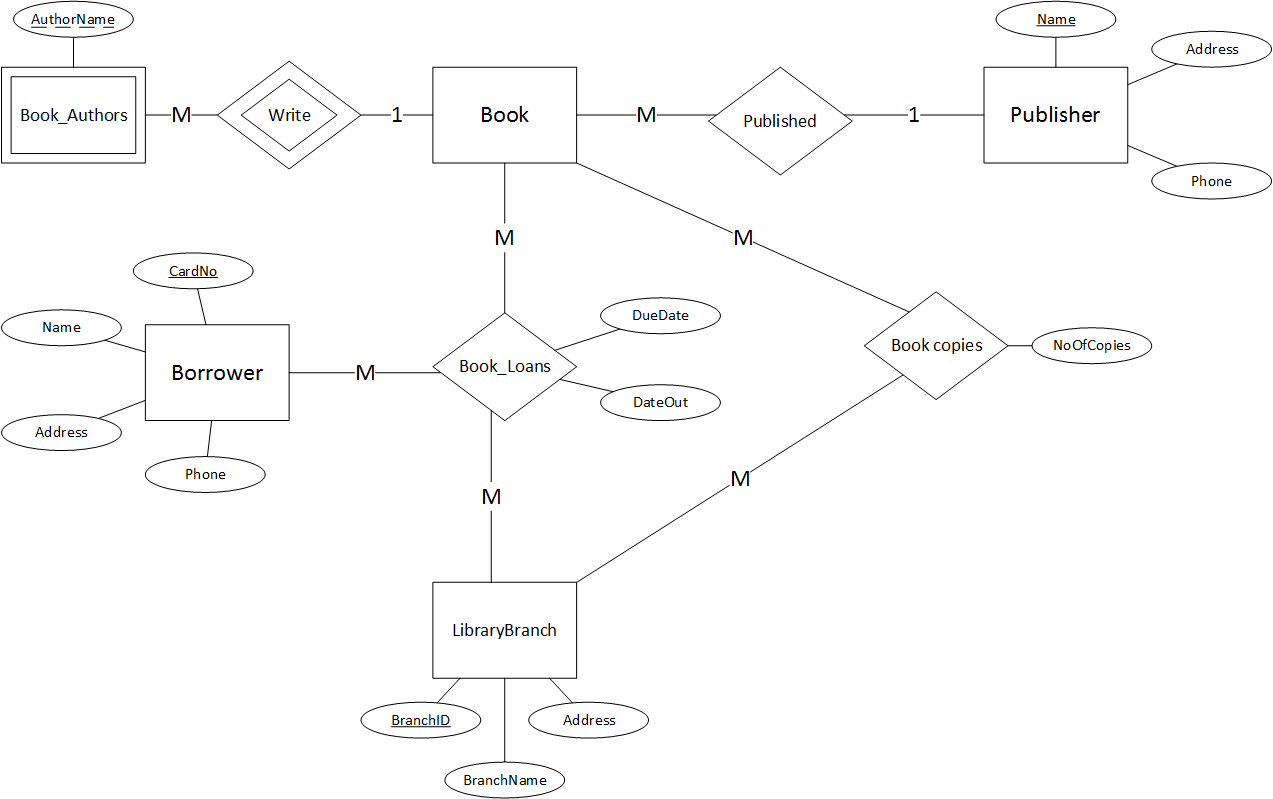 AuthorName
Name
Address
Book_Authors
M
Write
1
Book
M
Published
1
Publisher
Phone
M
M
CardNo
Name
DueDate
Borrower
M
Book_Loans
Book copies
NoOfCopies
Address
DateOut
Phone
M
M
LibraryBranch
BranchID
Address
BranchName